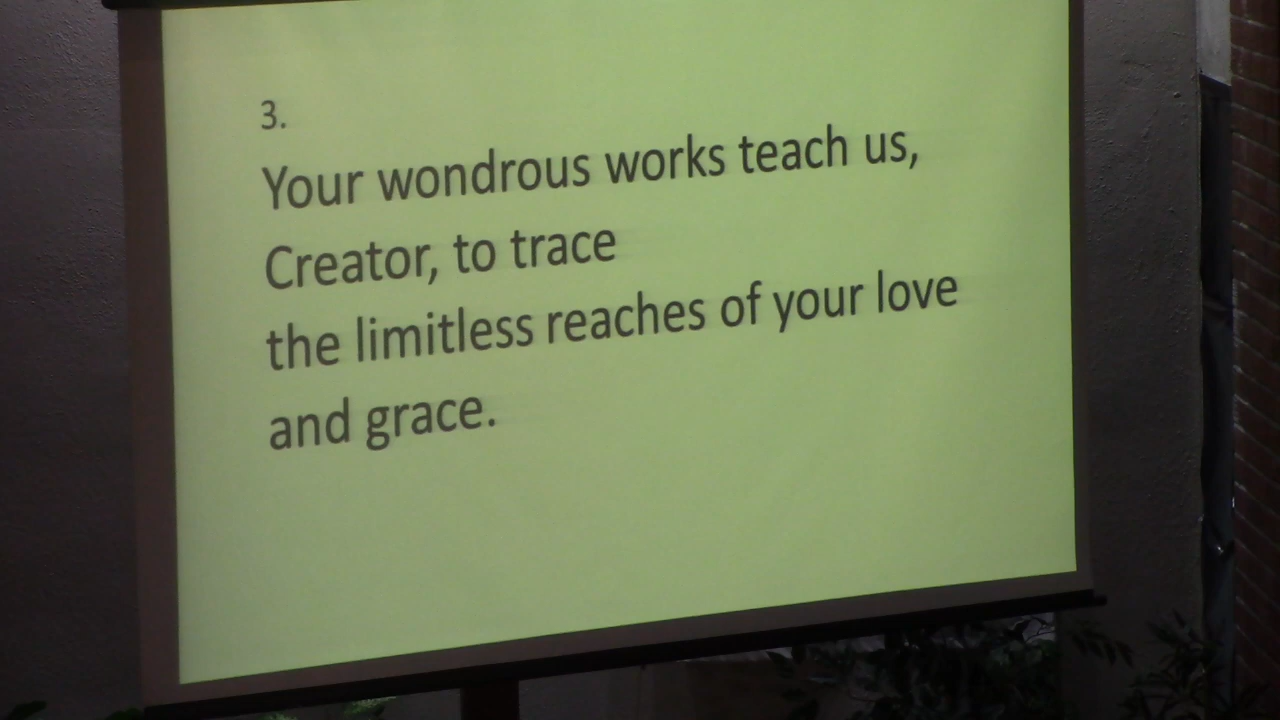 3.
Your wondrous works teach us,
Creator, to trace
the limitless reaches of your love
and grace.